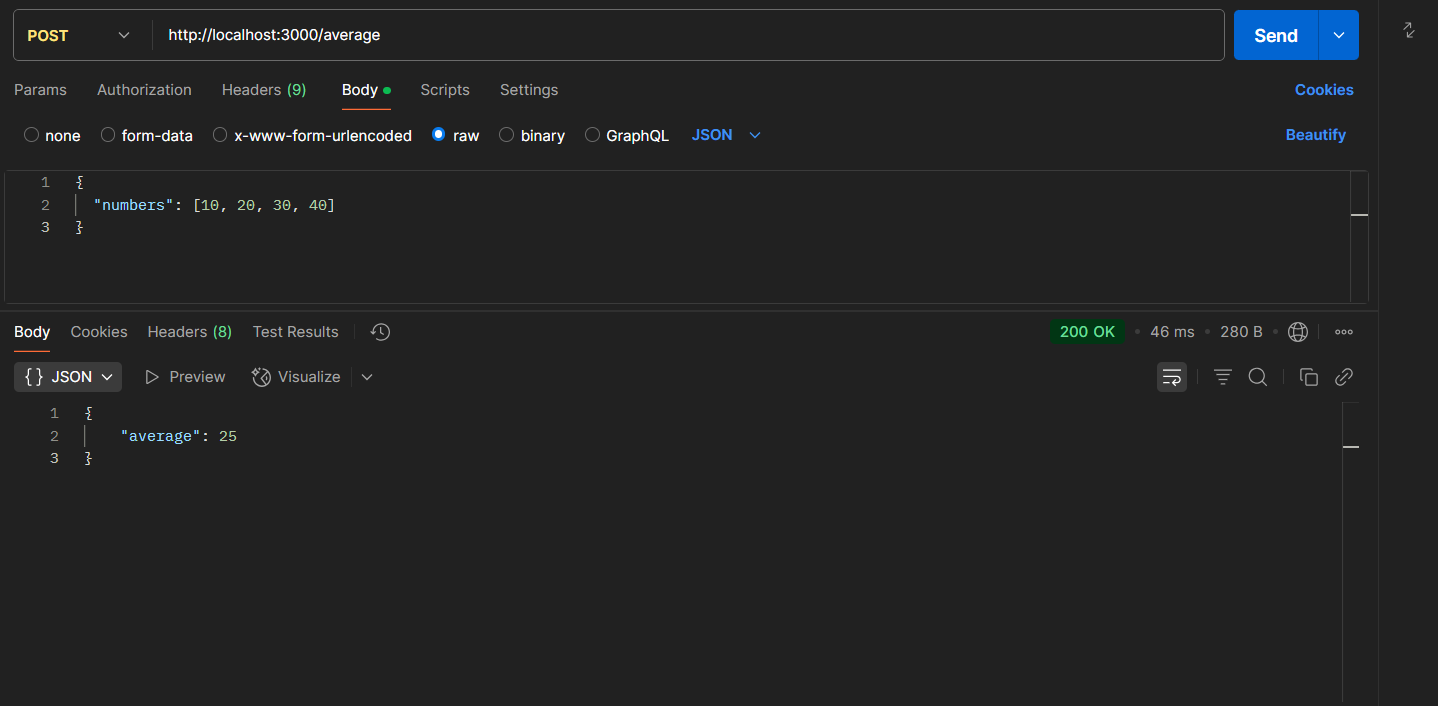 POST http://localhost:3000/average Send
Params Authorization Headers (9) Body Scripts Settings Cookies
none form-data x-www-form-urlencoded raw binary GraphQL JSON Beautify
1 {
2 "numbers": [10, 20, 30, 40]
3 }
Body Cookies Headers (8) Test Results 200 OK • 46 ms • 280 B •
{} JSON Preview Visualize
1 {
2 "average": 25
3 }